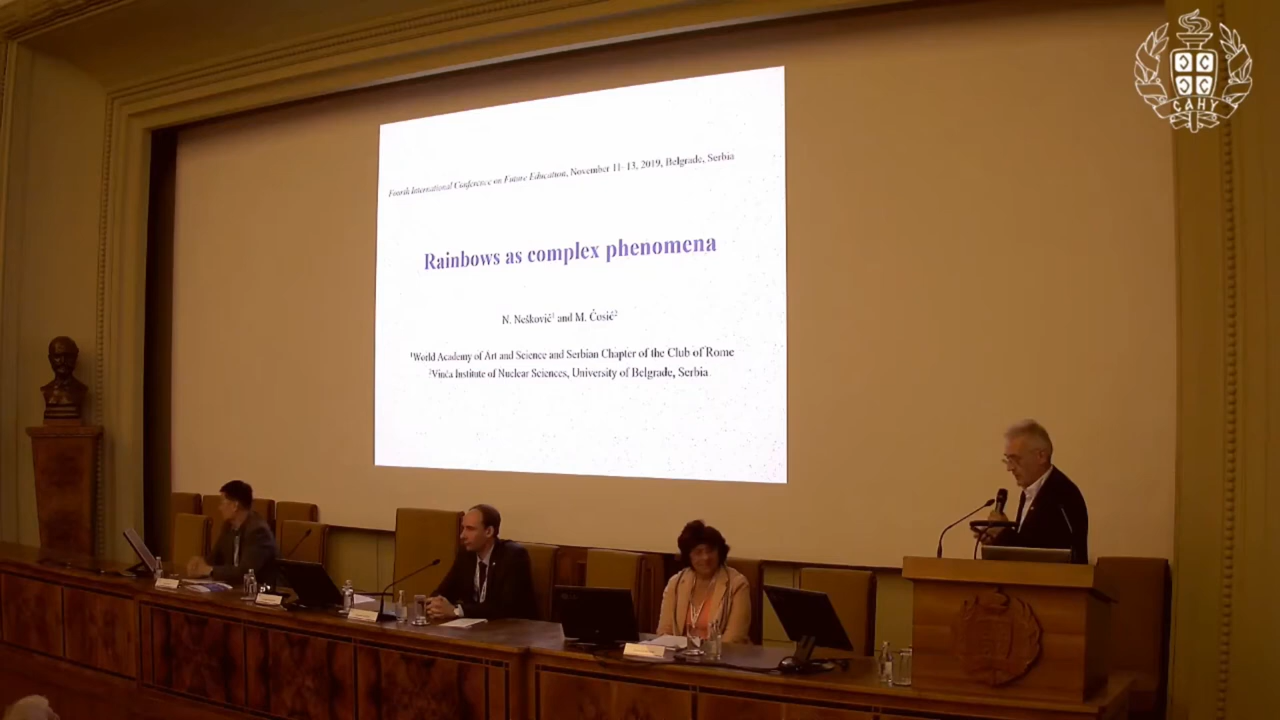 Fourth International Conference on Future Education, November 11- 13, 2019, Belgrade, Serbia
Rainbows as complex phenomena
N. Nešković¹ and M. Ćosić²
¹World Academy of Art and Science and Serbian Chapter of the Club of Rome
²Vinča Institute of Nuclear Sciences, University of Belgrade, Serbia
САНУ